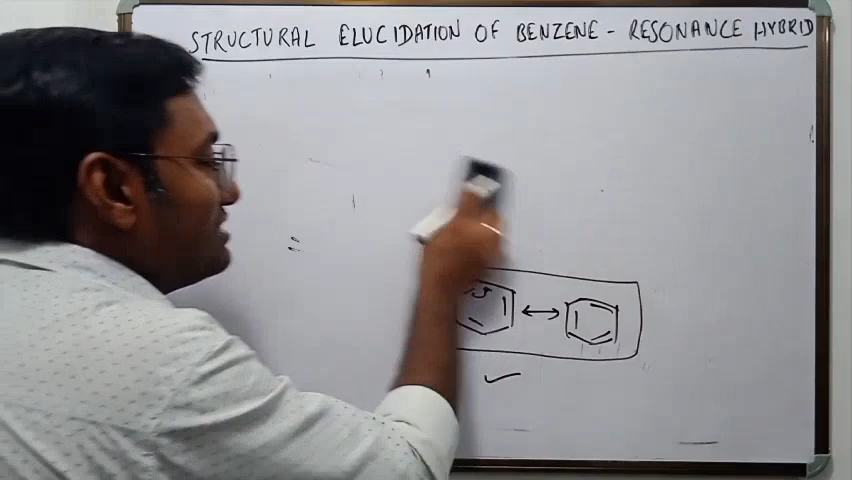 STRUCTURAL ELUCIDATION OF BENZENE - RESONANCE HYBRID